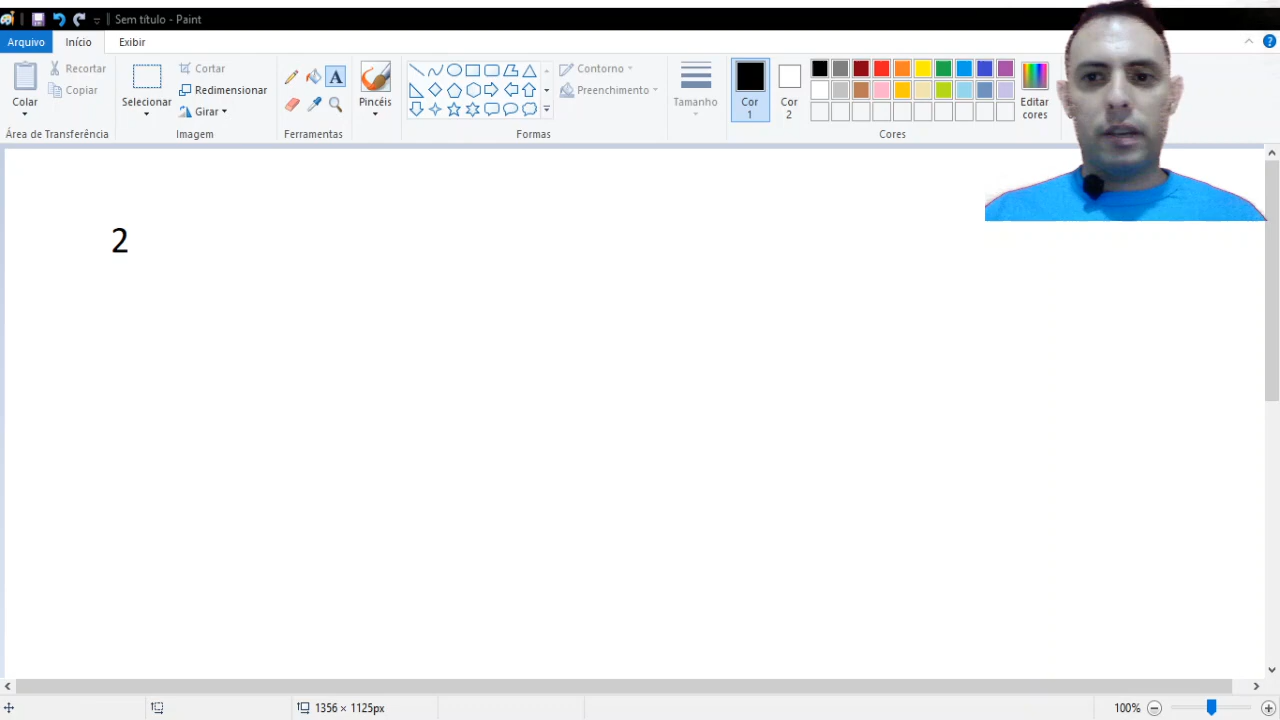 Sem título - Paint
Arquivo Início Exibir
Colar
Recortar
Copiar
Área de Transferência
Selecionar
Cortar
Redimensionar
Girar
Imagem
A
Ferramentas
Pincéis
Contorno
Preenchimento
Formas
Tamanho
Cor 1
Cor 2
Editar cores
Cores
2
1356 × 1125px
100%